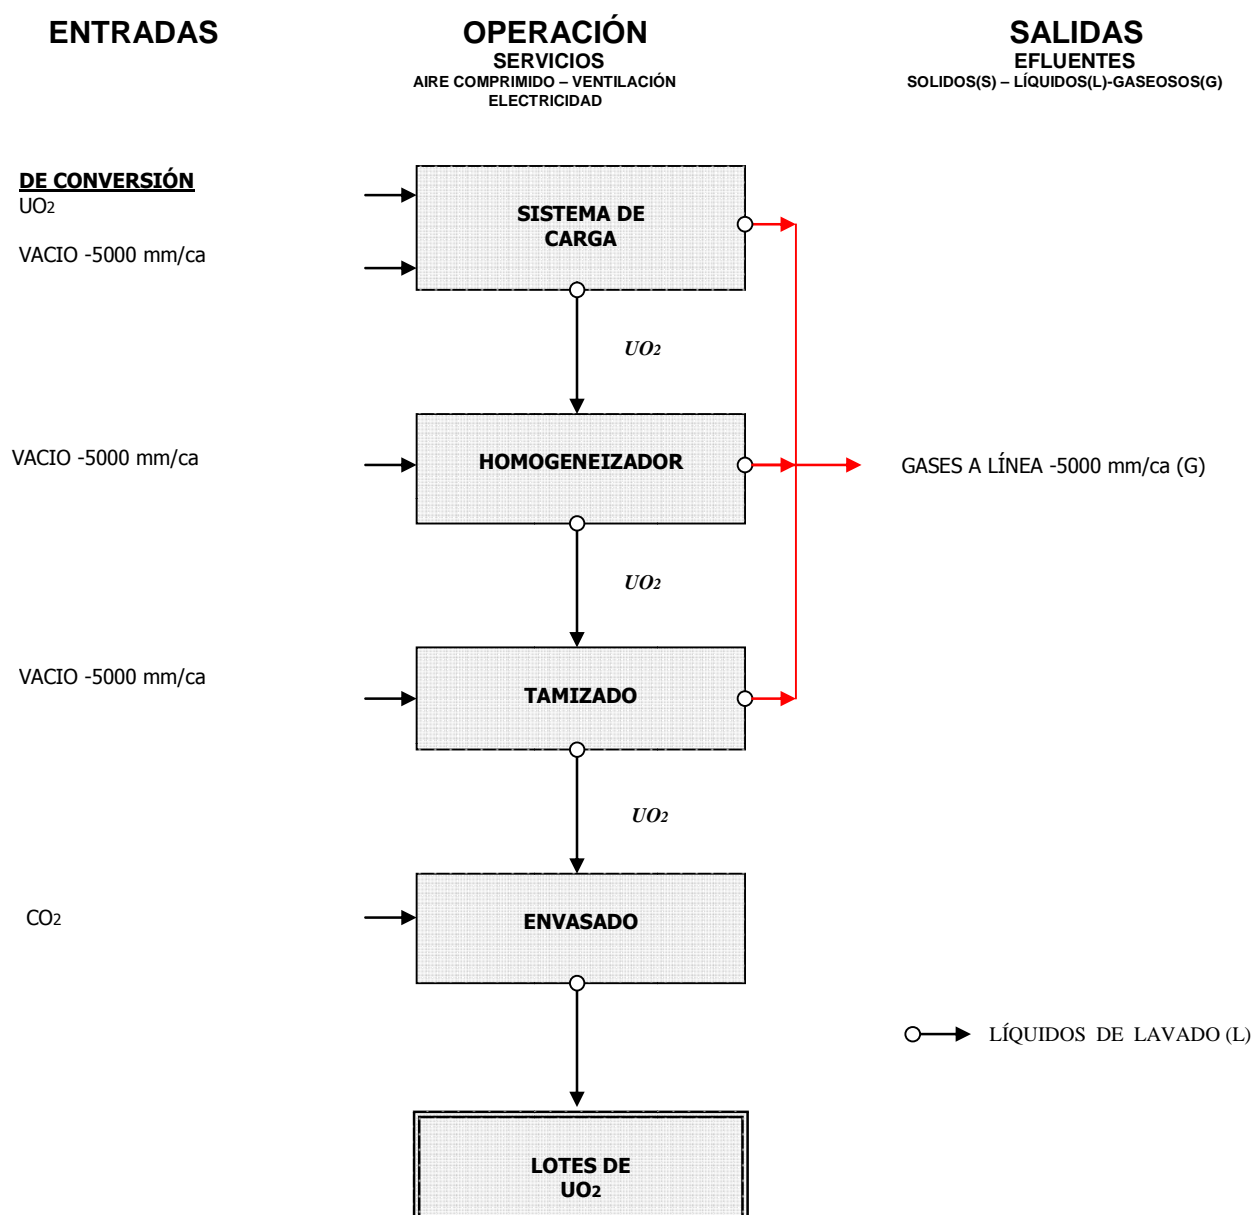 ENTRADAS
OPERACIÓN
SERVICIOS
AIRE COMPRIMIDO – VENTILACIÓN
ELECTRICIDAD
SALIDAS
EFLUENTES
SOLIDOS(S) – LÍQUIDOS(L)-GASEOSOS(G)
DE CONVERSIÓN
UO2
VACIO -5000 mm/ca
SISTEMA DE
CARGA
UO2
VACIO -5000 mm/ca
HOMOGENEIZADOR
GASES A LÍNEA -5000 mm/ca (G)
UO2
VACIO -5000 mm/ca
TAMIZADO
UO2
CO2
ENVASADO
LÍQUIDOS DE LAVADO (L)
LOTES DE
UO2